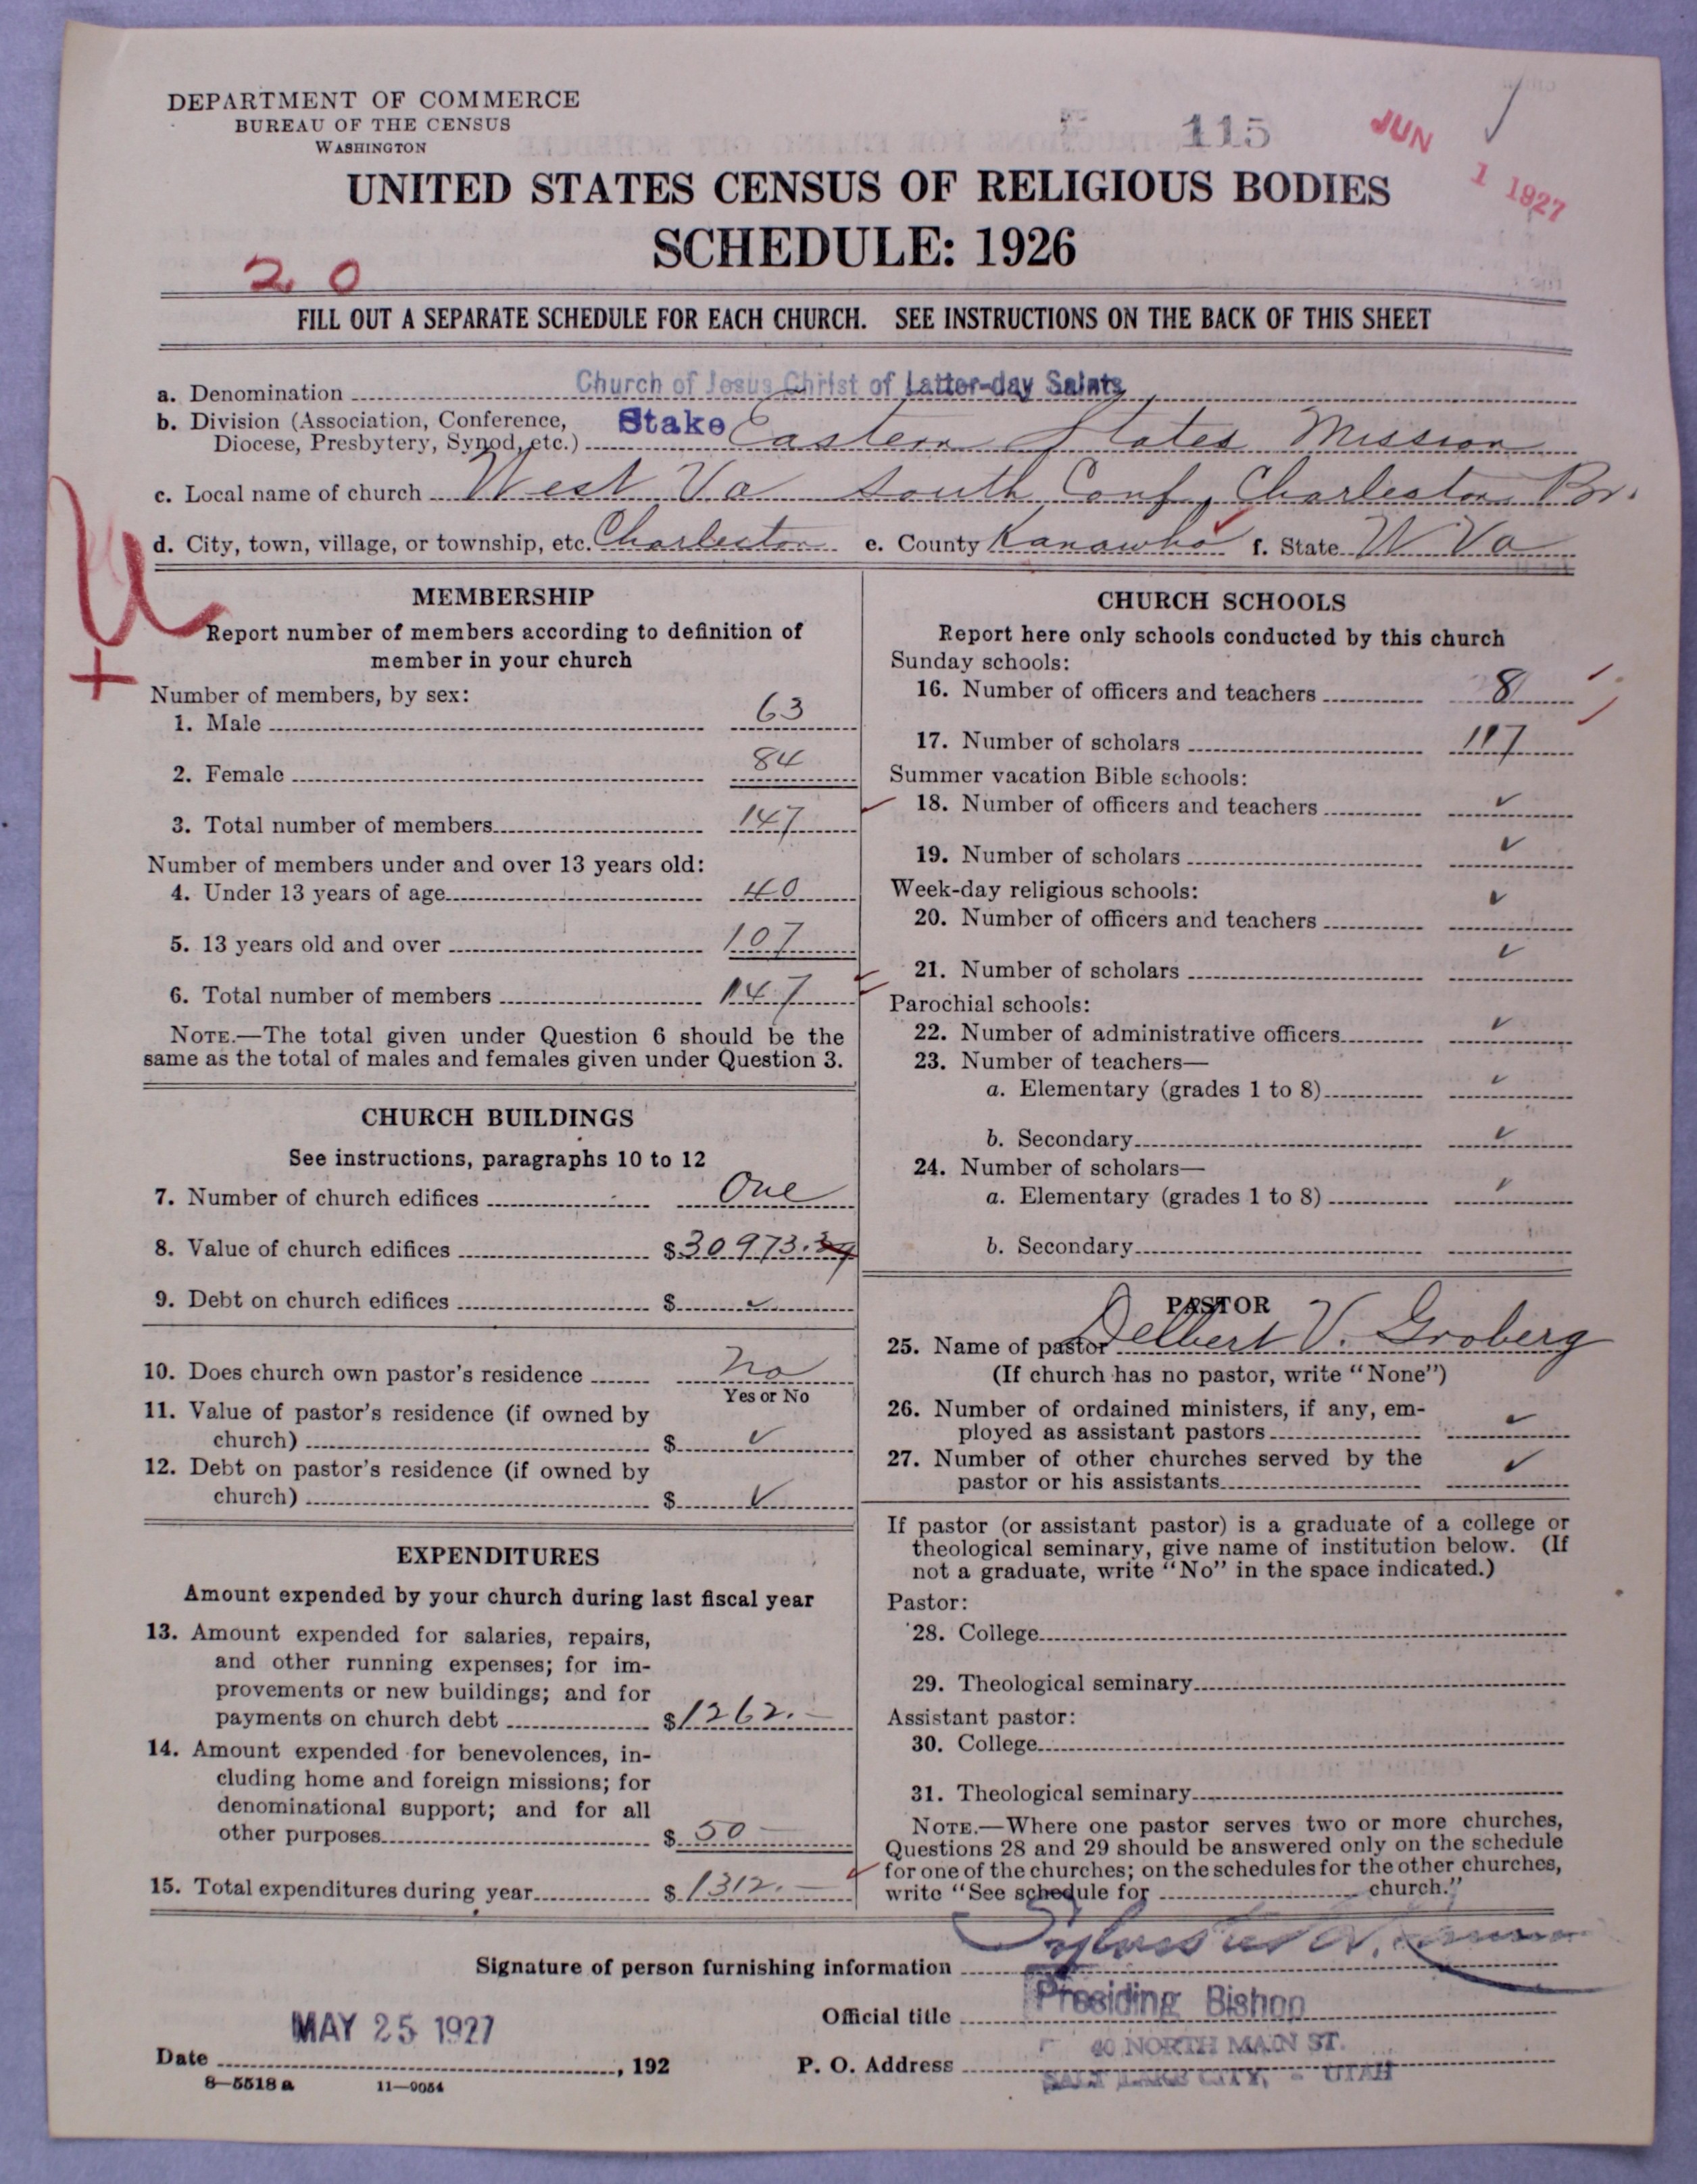 DEPARTMENT OF COMMERCE
BUREAU OF THE CENSUS
WASHINGTON
115
JUN 1 1927
UNITED STATES CENSUS OF RELIGIOUS BODIES
SCHEDULE: 1926
20
FILL OUT A SEPARATE SCHEDULE FOR EACH CHURCH. SEE INSTRUCTIONS ON THE BACK OF THIS SHEET
a. Denomination Church of Jesus Christ of Latter-day Saints
b. Division (Association, Conference,
Diocese, Presbytery, Synod, etc.) Stake Eastern States Mission
c. Local name of church West Va South Conf, Charleston Br.
d. City, town, village, or township, etc. Charleston e. County Kanawha f. State W Va
MEMBERSHIP
Report number of members according to definition of
member in your church
Number of members, by sex:
1. Male 63
2. Female 84
3. Total number of members 147
Number of members under and over 13 years old:
4. Under 13 years of age 40
5. 13 years old and over 107
6. Total number of members 147
NOTE.—The total given under Question 6 should be the
same as the total of males and females given under Question 3.
CHURCH BUILDINGS
See instructions, paragraphs 10 to 12
7. Number of church edifices One
8. Value of church edifices $30973.
9. Debt on church edifices $ ✓
10. Does church own pastor's residence No
Yes or No
11. Value of pastor's residence (if owned by
church) $ ✓
12. Debt on pastor's residence (if owned by
church) $ ✓
EXPENDITURES
Amount expended by your church during last fiscal year
13. Amount expended for salaries, repairs,
and other running expenses; for im-
provements or new buildings; and for
payments on church debt $1262.—
14. Amount expended for benevolences, in-
cluding home and foreign missions; for
denominational support; and for all
other purposes $ 50—
15. Total expenditures during year $1312.—
CHURCH SCHOOLS
Report here only schools conducted by this church
Sunday schools:
16. Number of officers and teachers 8
17. Number of scholars 117
Summer vacation Bible schools:
18. Number of officers and teachers ✓
19. Number of scholars ✓
Week-day religious schools:
20. Number of officers and teachers ✓
21. Number of scholars ✓
Parochial schools:
22. Number of administrative officers ✓
23. Number of teachers—
a. Elementary (grades 1 to 8) ✓
b. Secondary ✓
24. Number of scholars—
a. Elementary (grades 1 to 8) ✓
b. Secondary
PASTOR
25. Name of pastor Delbert V. Groberg
(If church has no pastor, write "None")
26. Number of ordained ministers, if any, em-
ployed as assistant pastors ✓
27. Number of other churches served by the
pastor or his assistants ✓
If pastor (or assistant pastor) is a graduate of a college or
theological seminary, give name of institution below. (If
not a graduate, write "No" in the space indicated.)
Pastor:
28. College
29. Theological seminary
Assistant pastor:
30. College
31. Theological seminary
NOTE.—Where one pastor serves two or more churches,
Questions 28 and 29 should be answered only on the schedule
for one of the churches; on the schedules for the other churches,
write "See schedule for church."
Signature of person furnishing information
Official title Presiding Bishop
MAY 25 1927
Date , 192
P. O. Address 40 NORTH MAIN ST.
SALT LAKE CITY, - UTAH
8—5518 a 11—9054